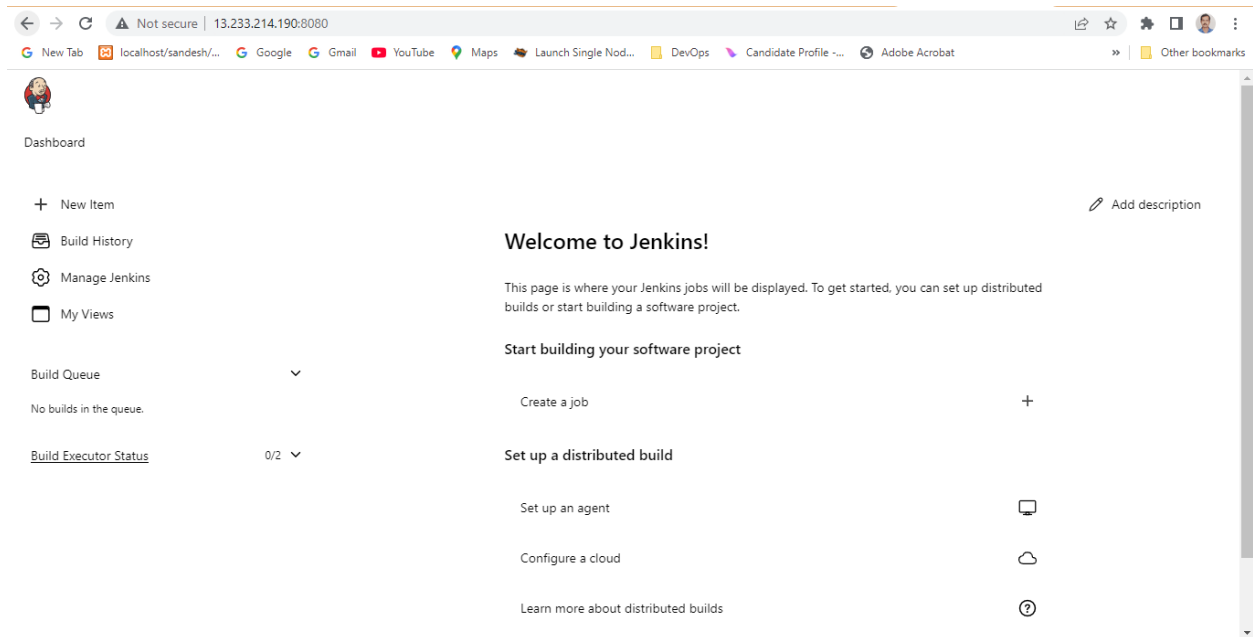 Not secure | 13.233.214.190:8080
New Tab localhost/sandesh/... Google Gmail YouTube Maps Launch Single Nod... DevOps Candidate Profile -... Adobe Acrobat » Other bookmarks
Dashboard
New Item
Build History
Manage Jenkins
My Views
Build Queue
No builds in the queue.
Build Executor Status 0/2
Add description
Welcome to Jenkins!
This page is where your Jenkins jobs will be displayed. To get started, you can set up distributed
builds or start building a software project.
Start building your software project
Create a job
Set up a distributed build
Set up an agent
Configure a cloud
Learn more about distributed builds